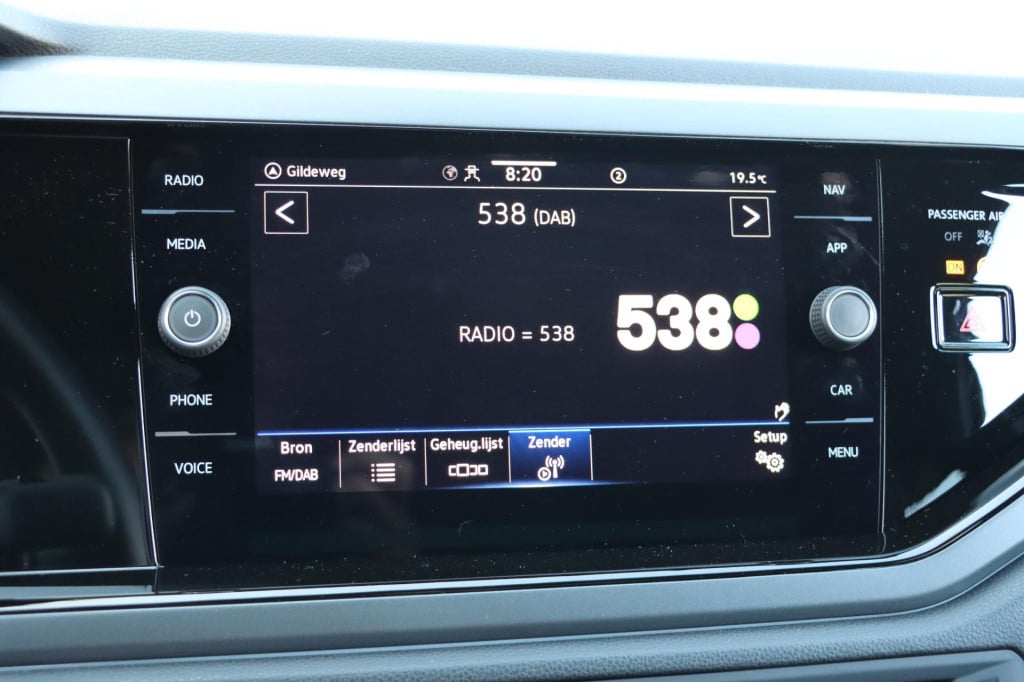 RADIO
MEDIA
PHONE
VOICE
Gildeweg
8:20
2
19.5°C
<
538 (DAB)
>
RADIO = 538
538
Bron
FM/DAB
Zenderlijst
Geheug.lijst
Zender
Setup
NAV
APP
CAR
MENU
PASSENGER AIR
OFF
ON